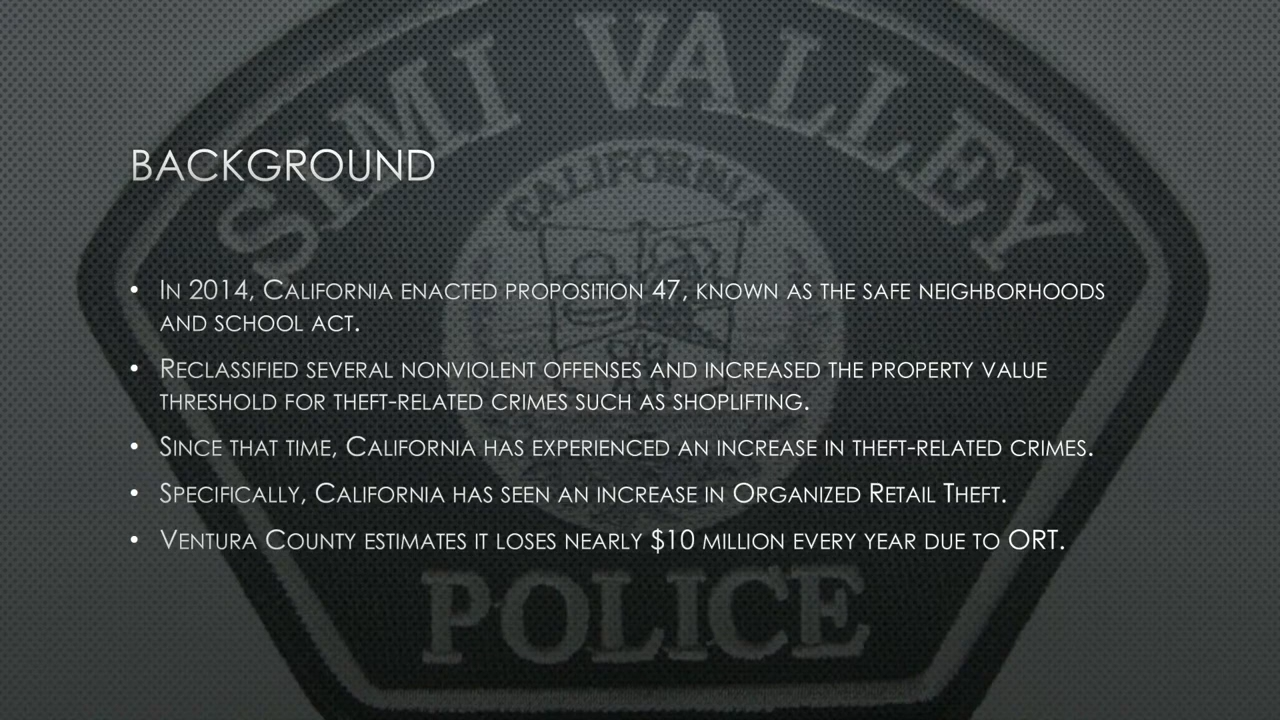 SIMI VALLEY
CALIFORNIA
BACKGROUND
• In 2014, California enacted proposition 47, known as the safe neighborhoods
and school act.
• Reclassified several nonviolent offenses and increased the property value
threshold for theft-related crimes such as shoplifting.
• Since that time, California has experienced an increase in theft-related crimes.
• Specifically, California has seen an increase in Organized Retail Theft.
• Ventura County estimates it loses nearly $10 million every year due to ORT.
POLICE